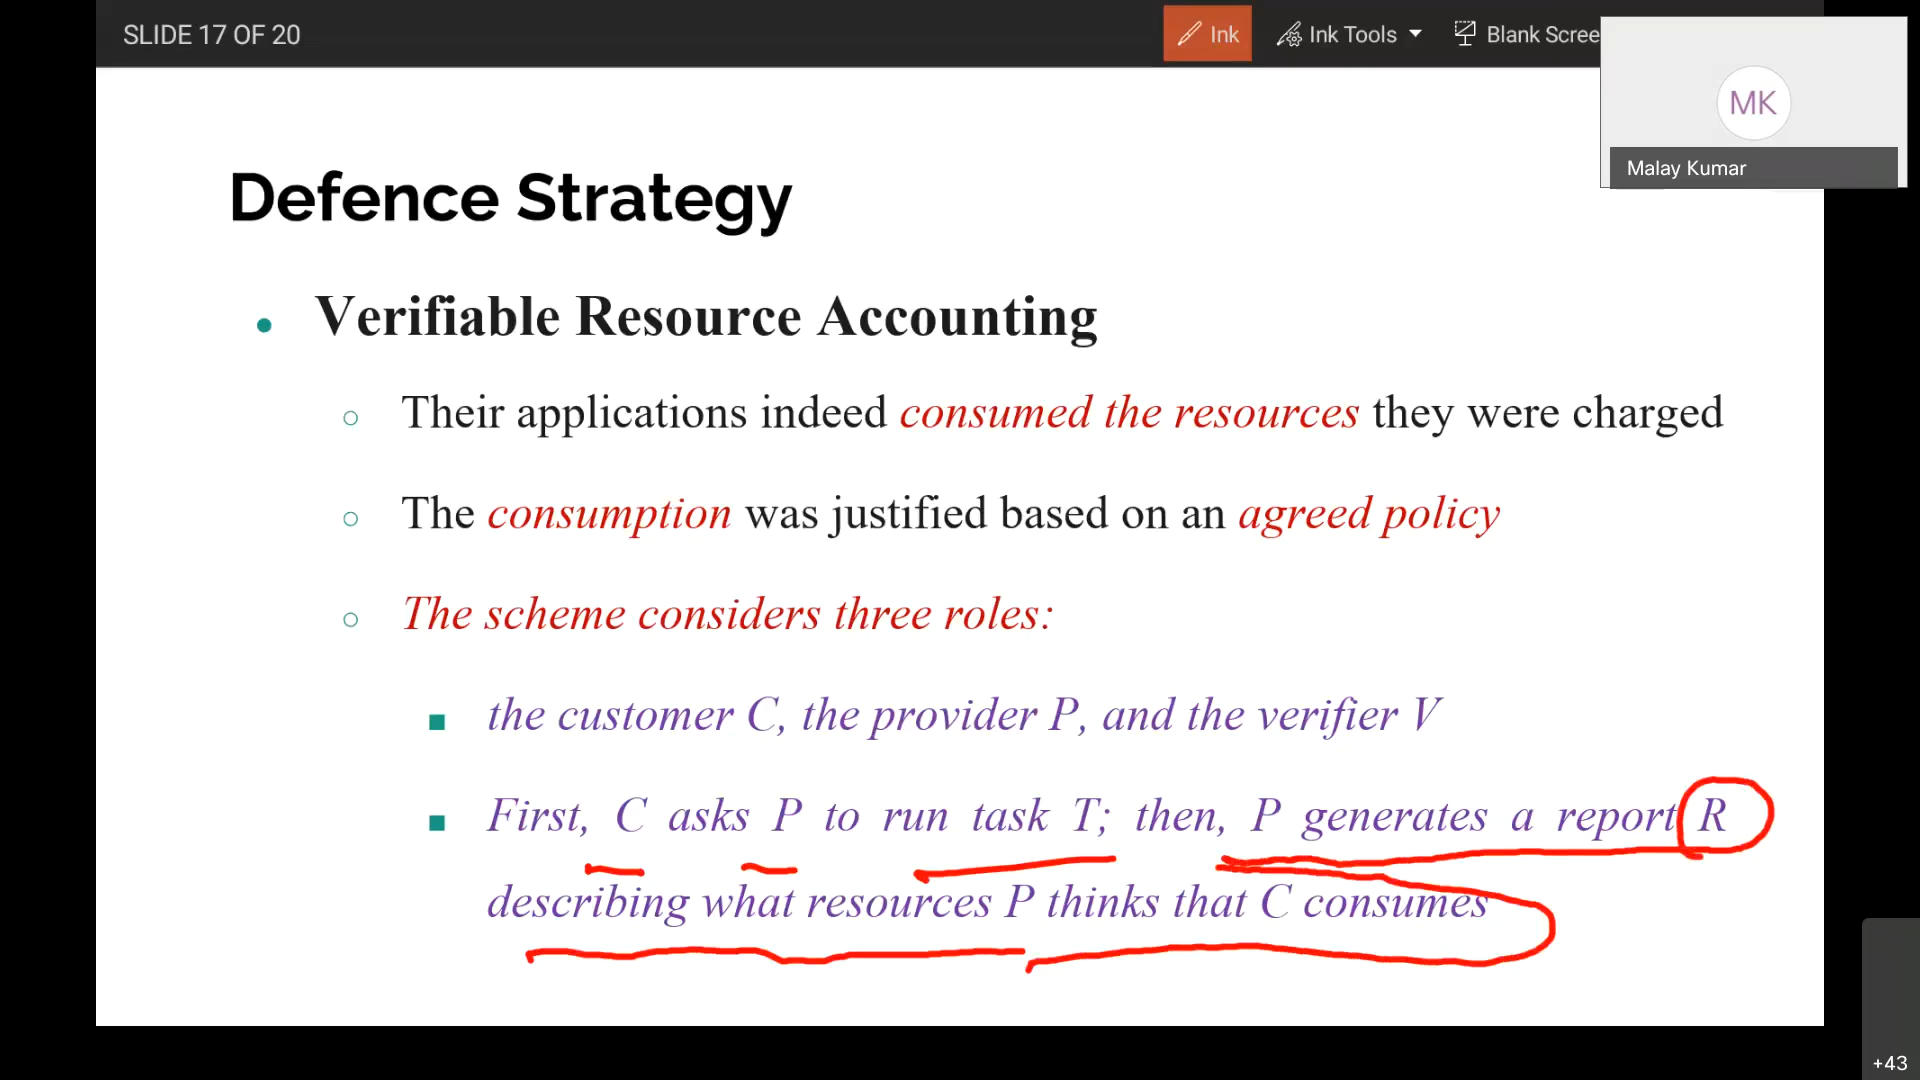 SLIDE 17 OF 20
Ink
Ink Tools
Blank Scree
MK
Malay Kumar
Defence Strategy
Verifiable Resource Accounting
Their applications indeed consumed the resources they were charged
The consumption was justified based on an agreed policy
The scheme considers three roles:
the customer C, the provider P, and the verifier V
First, C asks P to run task T; then, P generates a report R
describing what resources P thinks that C consumes
+43